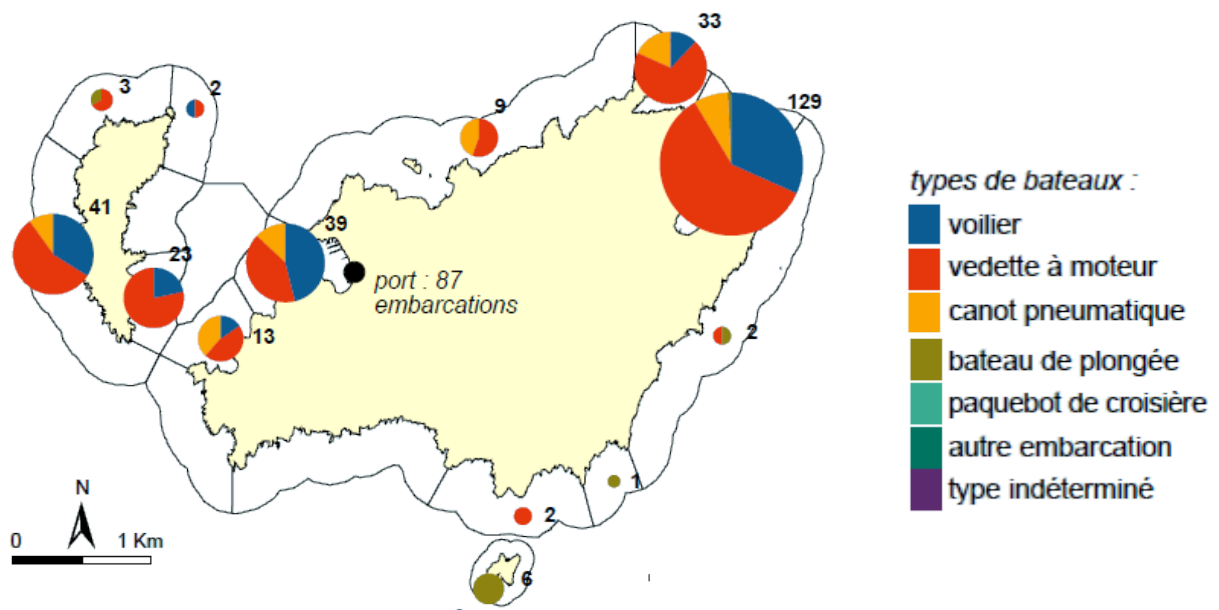 33
3
2
9
129
types de bateaux :
voilier
41
39
23
vedette à moteur
port : 87
embarcations
canot pneumatique
13
2
bateau de plongée
paquebot de croisière
autre embarcation
1
type indéterminé
N
2
0 1 Km
6